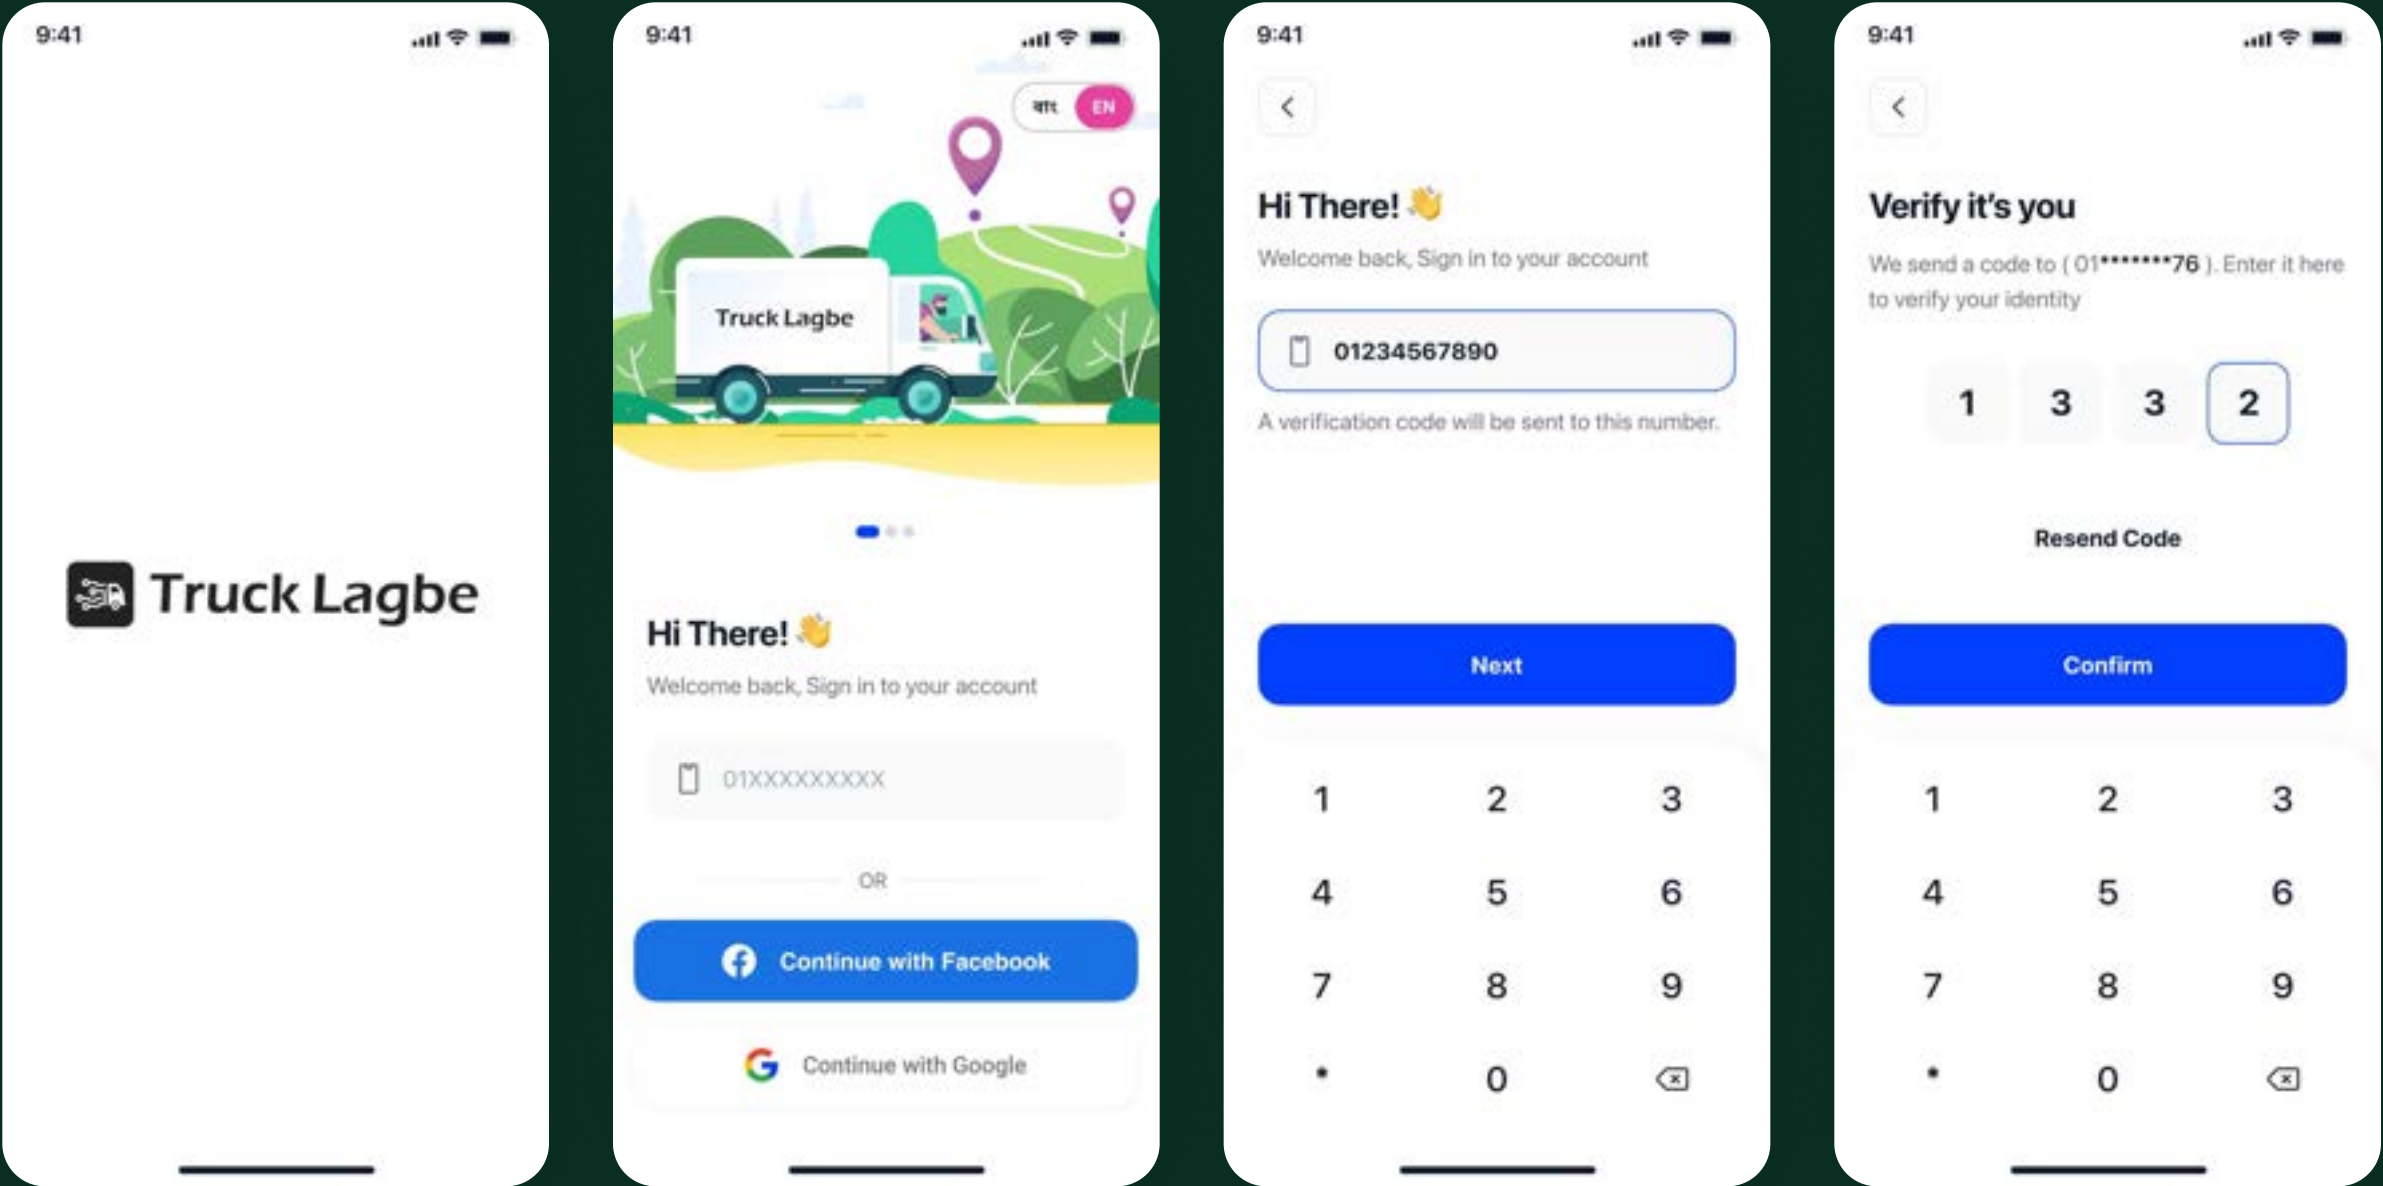 9:41
Truck Lagbe
9:41
বাং EN
Truck Lagbe
Hi There! 👋
Welcome back, Sign in to your account
01XXXXXXXXX
OR
Continue with Facebook
Continue with Google
9:41
Hi There! 👋
Welcome back, Sign in to your account
01234567890
A verification code will be sent to this number.
Next
1 2 3
4 5 6
7 8 9
* 0
9:41
Verify it's you
We send a code to ( 01*******76 ). Enter it here
to verify your identity
1 3 3 2
Resend Code
Confirm
1 2 3
4 5 6
7 8 9
* 0